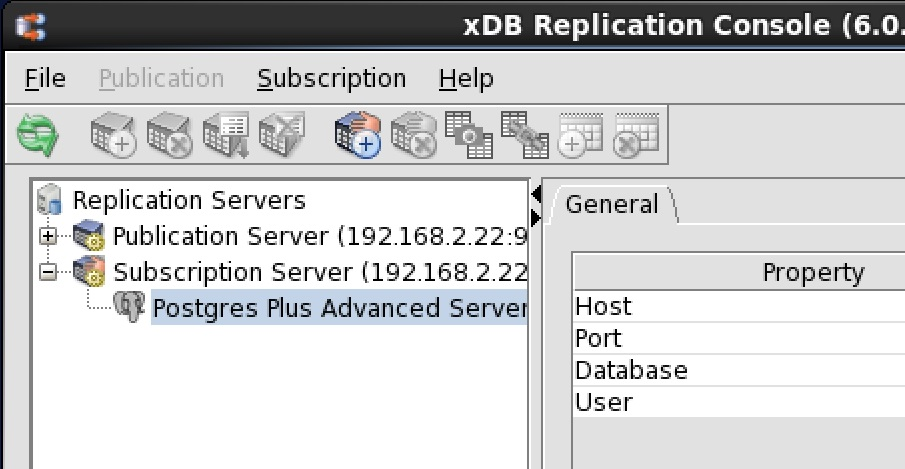 xDB Replication Console (6.0.
File Publication Subscription Help
Replication Servers
Publication Server (192.168.2.22:9
Subscription Server (192.168.2.22
Postgres Plus Advanced Server
General
Property
Host
Port
Database
User